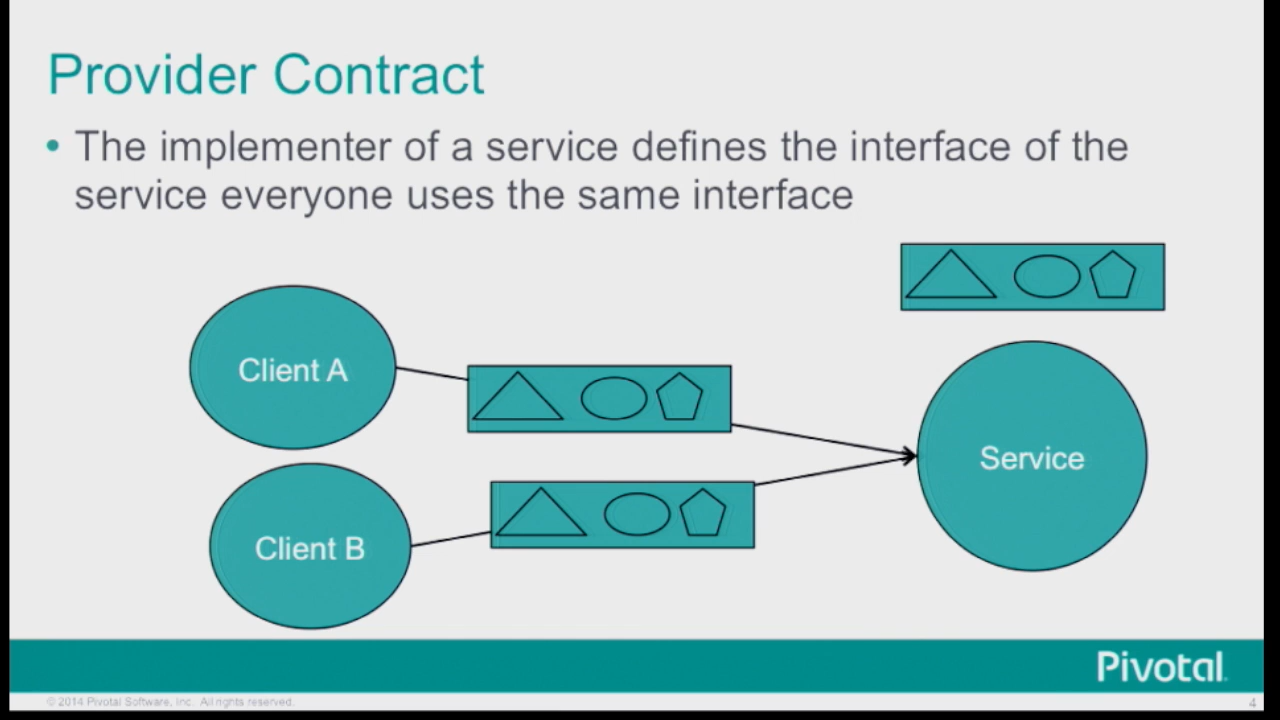 Provider Contract
• The implementer of a service defines the interface of the
service everyone uses the same interface
Client A
Client B
Service
Pivotal
© 2014 Pivotal Software, Inc. All rights reserved.
4